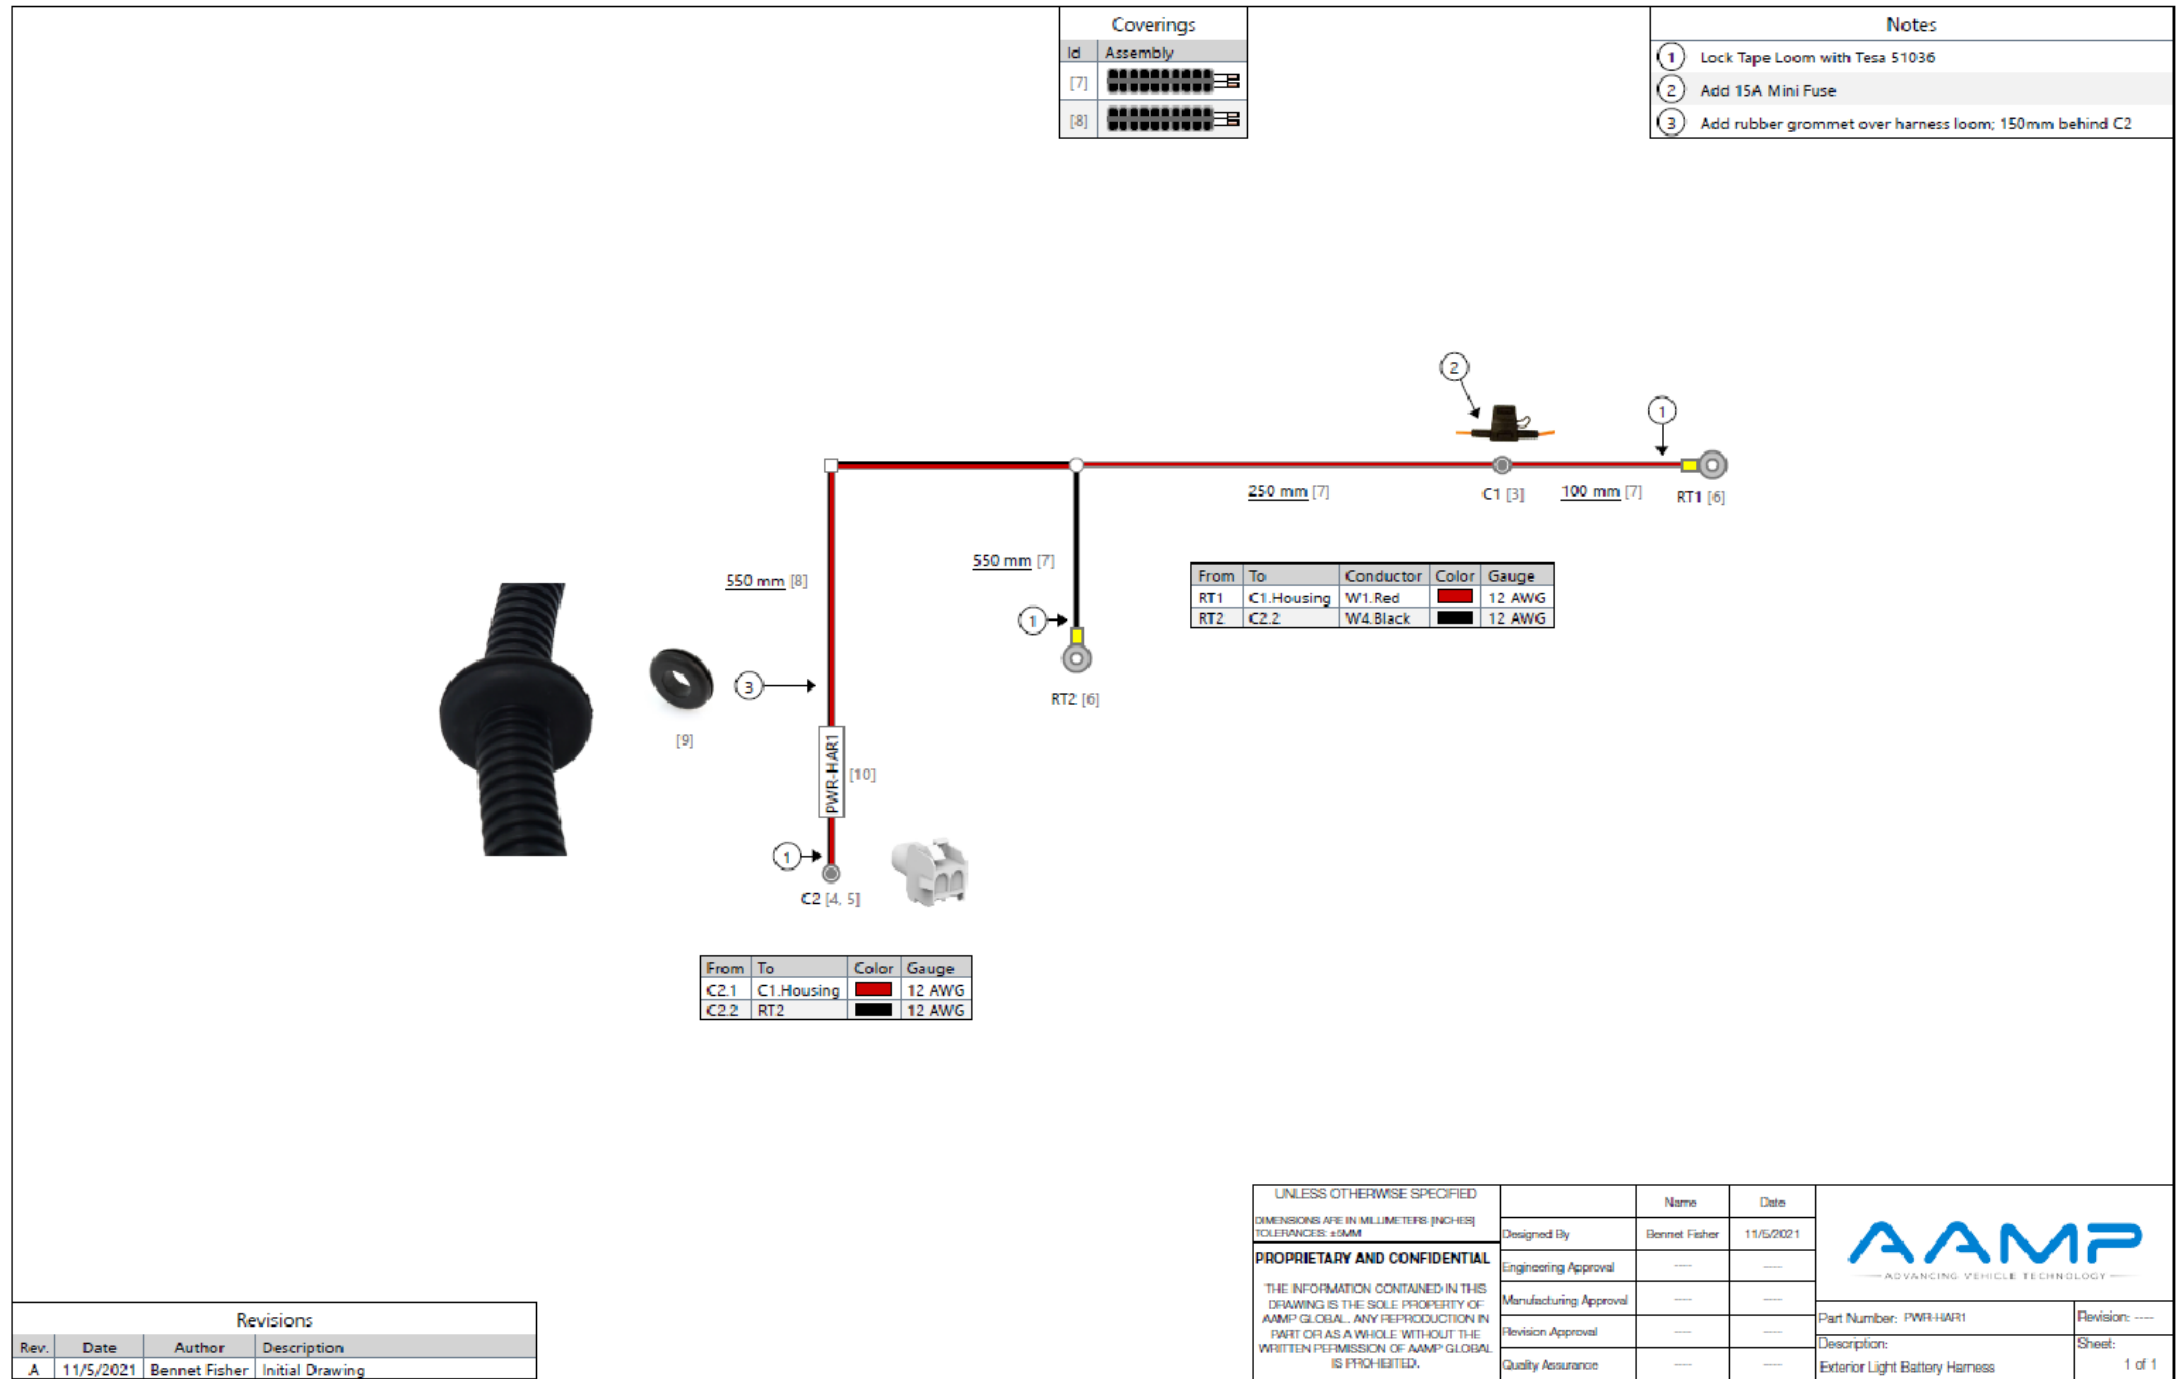 Coverings
Id Assembly
[7]
[8]
Notes
1 Lock Tape Loom with Tesa 51036
2 Add 15A Mini Fuse
3 Add rubber grommet over harness loom; 150mm behind C2
2
1
250 mm [7]
C1 [3]
100 mm [7]
RT1 [6]
550 mm [8]
550 mm [7]
From To Conductor Color Gauge
RT1 C1.Housing W1.Red 12 AWG
RT2 C2.2 W4.Black 12 AWG
1
RT2 [6]
3
[9]
PWR-HAR1
[10]
1
C2 [4, 5]
From To Color Gauge
C2.1 C1.Housing 12 AWG
C2.2 RT2 12 AWG
UNLESS OTHERWISE SPECIFIED
DIMENSIONS ARE IN MILLIMETERS [INCHES]
TOLERANCES: ±5MM
PROPRIETARY AND CONFIDENTIAL
THE INFORMATION CONTAINED IN THIS
DRAWING IS THE SOLE PROPERTY OF
AAMP GLOBAL. ANY REPRODUCTION IN
PART OR AS A WHOLE WITHOUT THE
WRITTEN PERMISSION OF AAMP GLOBAL
IS PROHIBITED.
Name Date
Designed By Bennet Fisher 11/5/2021
Engineering Approval ---- ----
Manufacturing Approval ---- ----
Revision Approval ---- ----
Quality Assurance ---- ----
AAMP
ADVANCING VEHICLE TECHNOLOGY
Part Number: PWR-HAR1
Revision: ----
Description:
Exterior Light Battery Harness
Sheet:
1 of 1
Revisions
Rev. Date Author Description
A 11/5/2021 Bennet Fisher Initial Drawing